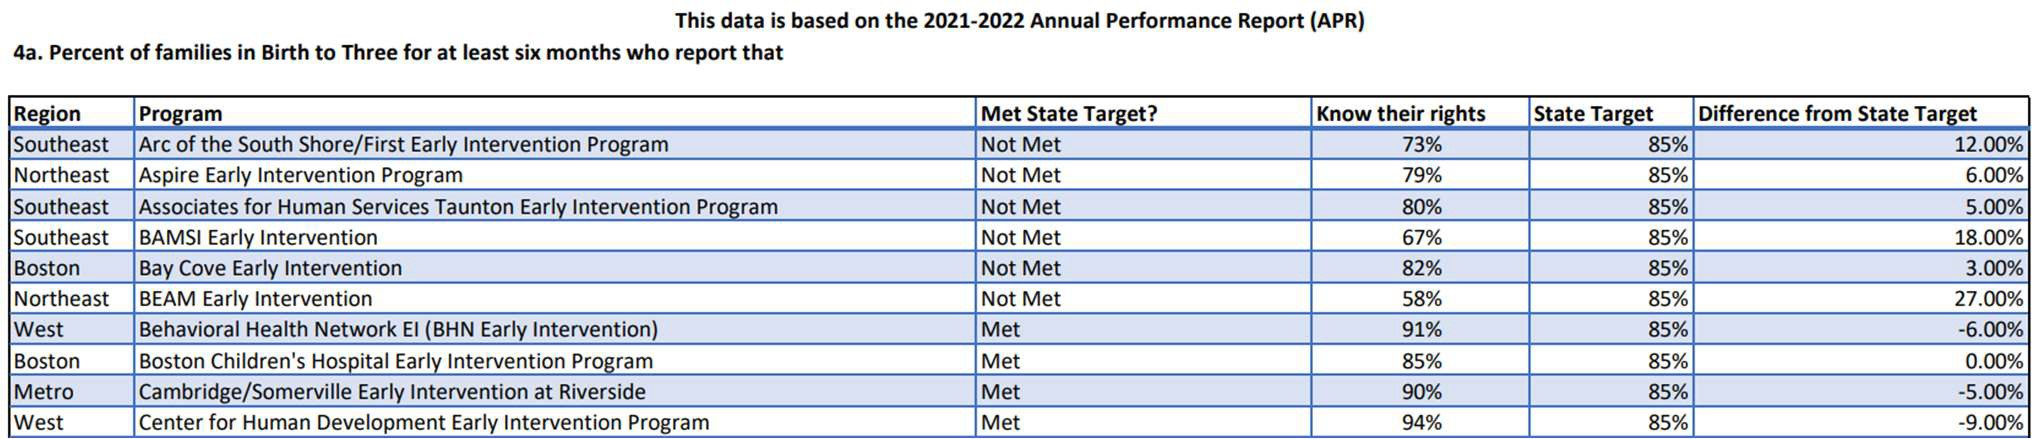 This data is based on the 2021-2022 Annual Performance Report (APR)
4a. Percent of families in Birth to Three for at least six months who report that
Region Program Met State Target? Know their rights State Target Difference from State Target
Southeast Arc of the South Shore/First Early Intervention Program Not Met 73% 85% 12.00%
Northeast Aspire Early Intervention Program Not Met 79% 85% 6.00%
Southeast Associates for Human Services Taunton Early Intervention Program Not Met 80% 85% 5.00%
Southeast BAMSI Early Intervention Not Met 67% 85% 18.00%
Boston Bay Cove Early Intervention Not Met 82% 85% 3.00%
Northeast BEAM Early Intervention Not Met 58% 85% 27.00%
West Behavioral Health Network EI (BHN Early Intervention) Met 91% 85% -6.00%
Boston Boston Children's Hospital Early Intervention Program Met 85% 85% 0.00%
Metro Cambridge/Somerville Early Intervention at Riverside Met 90% 85% -5.00%
West Center for Human Development Early Intervention Program Met 94% 85% -9.00%